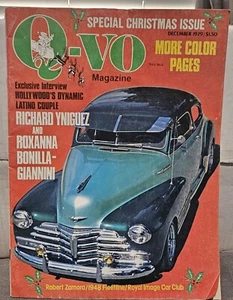 SPECIAL CHRISTMAS ISSUE
Q-VO
DECEMBER 1979/$1.50
Magazine
MORE COLOR
PAGES
Exclusive Interview
HOLLYWOOD'S DYNAMIC
LATINO COUPLE
RICHARD YNIGUEZ
AND
ROXANNA
BONILLA-
GIANNINI
Robert Zamora/1948 Fleetline/Royal Image Car Club